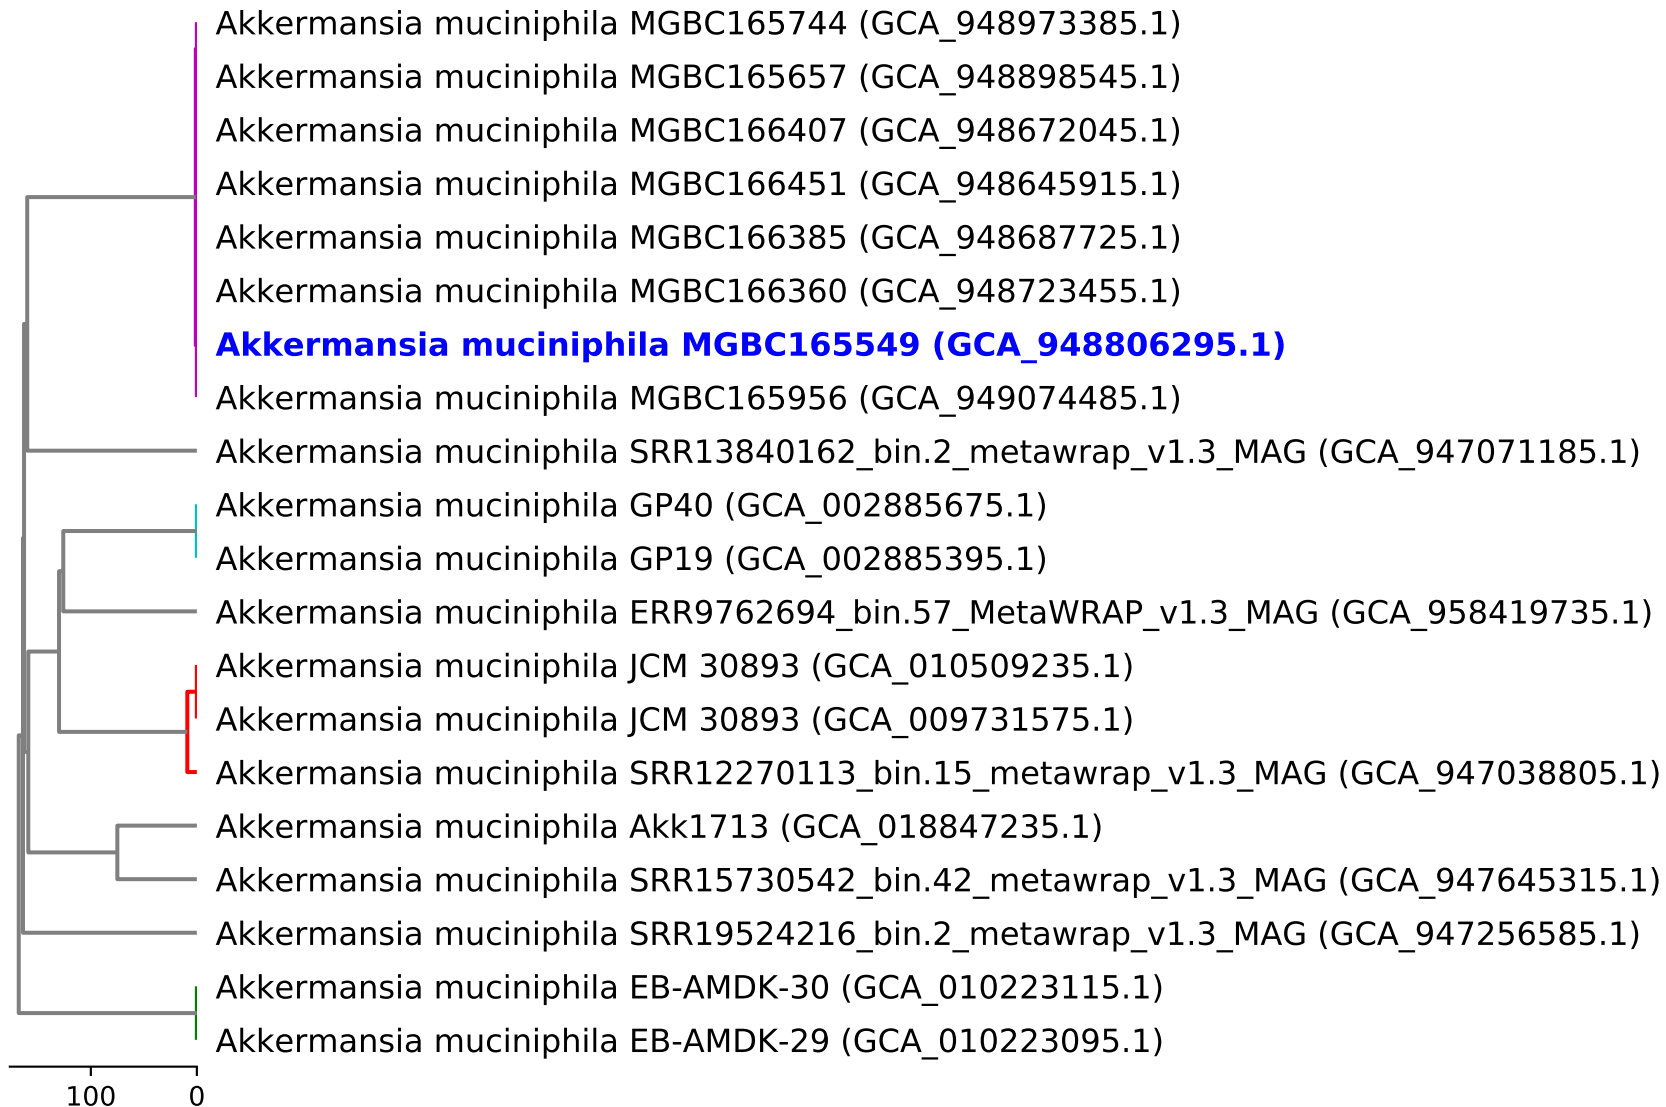 Akkermansia muciniphila MGBC165744 (GCA_948973385.1)
Akkermansia muciniphila MGBC165657 (GCA_948898545.1)
Akkermansia muciniphila MGBC166407 (GCA_948672045.1)
Akkermansia muciniphila MGBC166451 (GCA_948645915.1)
Akkermansia muciniphila MGBC166385 (GCA_948687725.1)
Akkermansia muciniphila MGBC166360 (GCA_948723455.1)
Akkermansia muciniphila MGBC165549 (GCA_948806295.1)
Akkermansia muciniphila MGBC165956 (GCA_949074485.1)
Akkermansia muciniphila SRR13840162_bin.2_metawrap_v1.3_MAG (GCA_947071185.1)
Akkermansia muciniphila GP40 (GCA_002885675.1)
Akkermansia muciniphila GP19 (GCA_002885395.1)
Akkermansia muciniphila ERR9762694_bin.57_MetaWRAP_v1.3_MAG (GCA_958419735.1)
Akkermansia muciniphila JCM 30893 (GCA_010509235.1)
Akkermansia muciniphila JCM 30893 (GCA_009731575.1)
Akkermansia muciniphila SRR12270113_bin.15_metawrap_v1.3_MAG (GCA_947038805.1)
Akkermansia muciniphila Akk1713 (GCA_018847235.1)
Akkermansia muciniphila SRR15730542_bin.42_metawrap_v1.3_MAG (GCA_947645315.1)
Akkermansia muciniphila SRR19524216_bin.2_metawrap_v1.3_MAG (GCA_947256585.1)
Akkermansia muciniphila EB-AMDK-30 (GCA_010223115.1)
Akkermansia muciniphila EB-AMDK-29 (GCA_010223095.1)
100 0